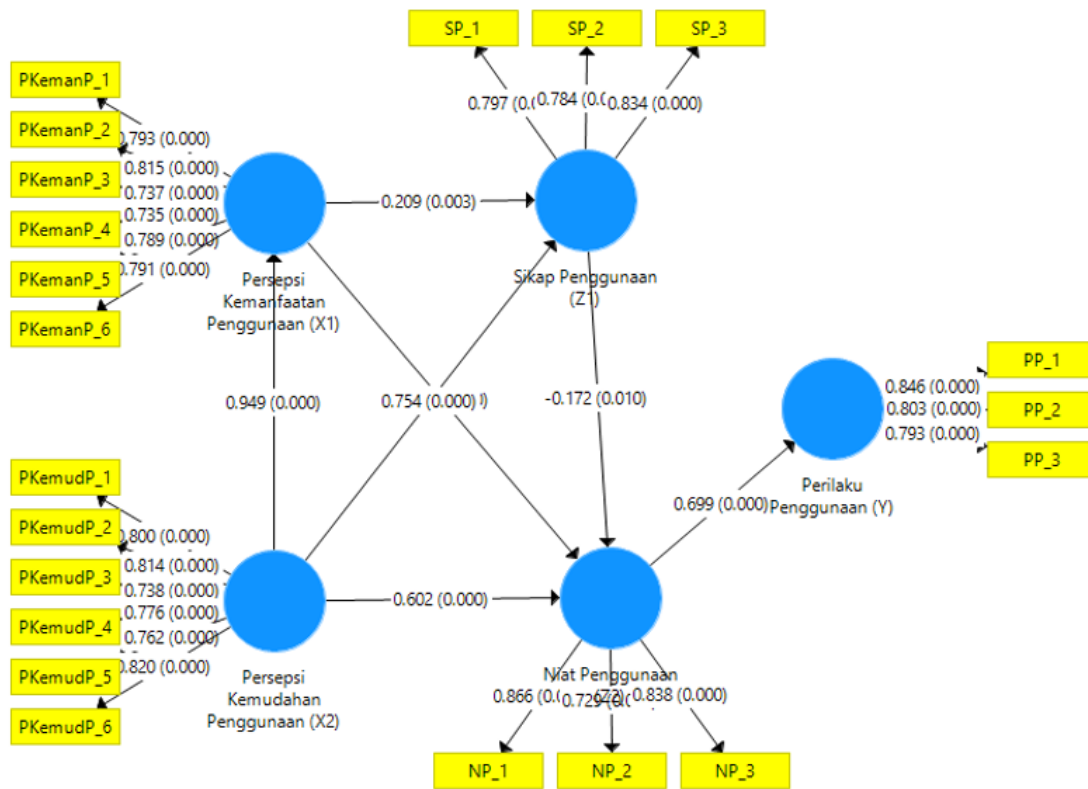 SP_1
SP_2
SP_3
PKemanP_1
PKemanP_2
PKemanP_3
PKemanP_4
PKemanP_5
PKemanP_6
0.793 (0.000)
0.815 (0.000)
0.737 (0.000)
0.735 (0.000)
0.789 (0.000)
0.791 (0.000)
0.797
0.784
0.834 (0.000)
0.209 (0.003)
Persepsi
Kemanfaatan
Penggunaan (X1)
Sikap Penggunaan
(Z1)
0.949 (0.000)
0.754 (0.000)
-0.172 (0.010)
PP_1
PP_2
PP_3
0.846 (0.000)
0.803 (0.000)
0.793 (0.000)
Perilaku
Penggunaan (Y)
0.699 (0.000)
PKemudP_1
PKemudP_2
PKemudP_3
PKemudP_4
PKemudP_5
PKemudP_6
0.800 (0.000)
0.814 (0.000)
0.738 (0.000)
0.776 (0.000)
0.762 (0.000)
0.820 (0.000)
0.602 (0.000)
Persepsi
Kemudahan
Penggunaan (X2)
Niat Penggunaan
(Z2)
0.866
0.729
0.838 (0.000)
NP_1
NP_2
NP_3